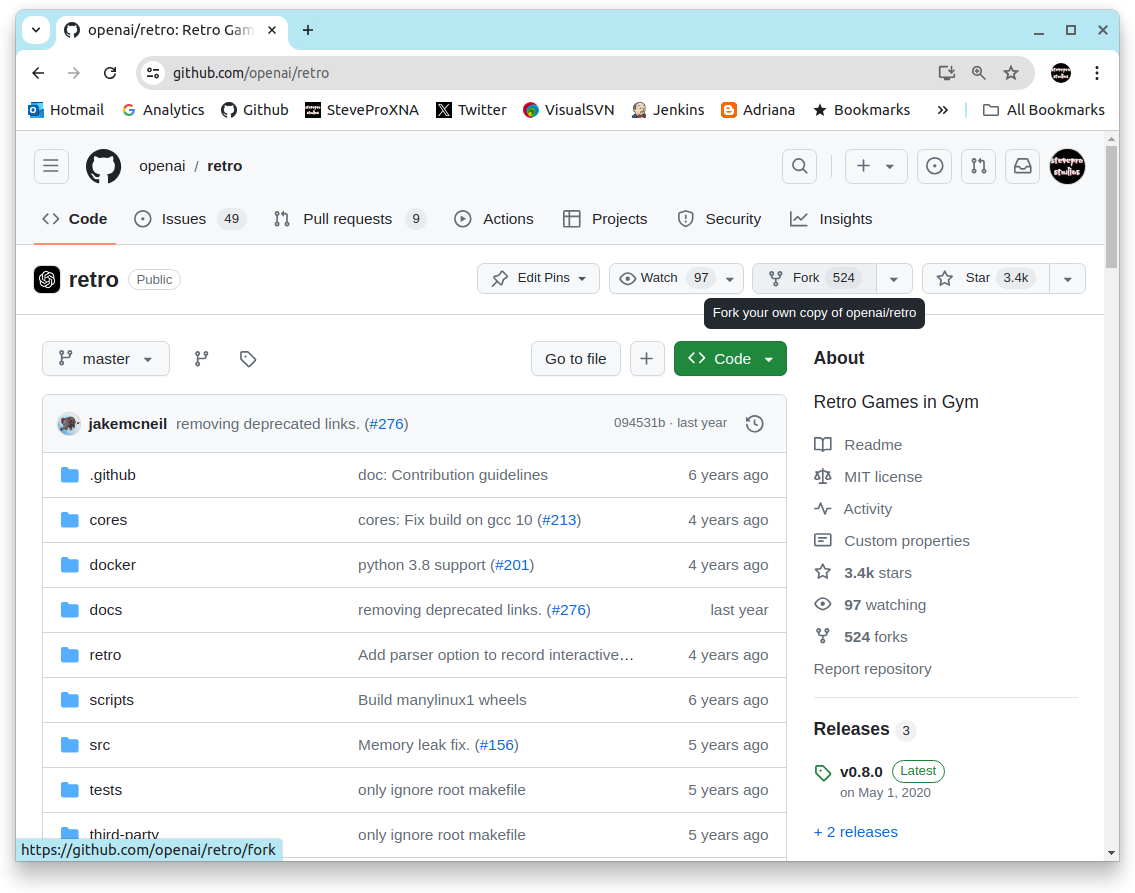 openai/retro: Retro Gam
github.com/openai/retro
Hotmail Analytics Github SteveProXNA Twitter VisualSVN Jenkins Adriana Bookmarks » All Bookmarks
openai / retro
stevepro studios
Code Issues 49 Pull requests 9 Actions Projects Security Insights
retro Public Edit Pins Watch 97 Fork 524 Star 3.4k
Fork your own copy of openai/retro
master Go to file Code
About
Retro Games in Gym
jakemcneil removing deprecated links. (#276) 094531b · last year
Readme
.github doc: Contribution guidelines 6 years ago
MIT license
Activity
cores cores: Fix build on gcc 10 (#213) 4 years ago
Custom properties
docker python 3.8 support (#201) 4 years ago
3.4k stars
docs removing deprecated links. (#276) last year
97 watching
524 forks
retro Add parser option to record interactive… 4 years ago
Report repository
scripts Build manylinux1 wheels 6 years ago
Releases 3
src Memory leak fix. (#156) 5 years ago
v0.8.0 Latest
on May 1, 2020
tests only ignore root makefile 5 years ago
third-party only ignore root makefile 5 years ago
+ 2 releases
https://github.com/openai/retro/fork